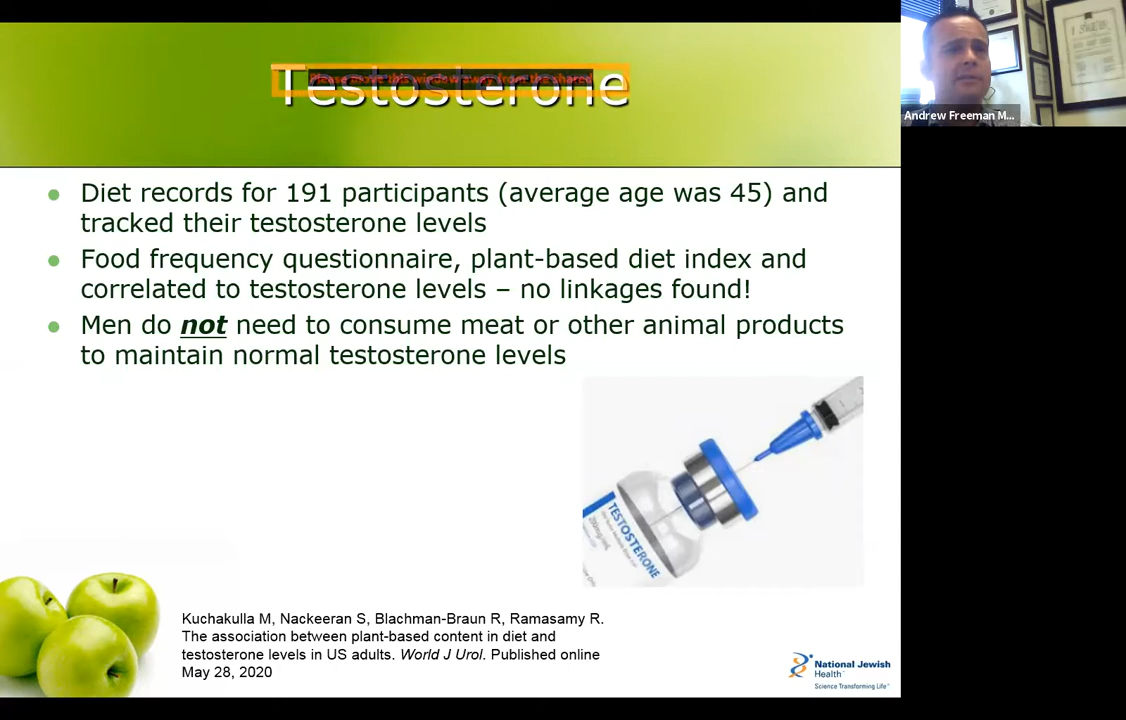 Testosterone
Please move this window away from the shared
Andrew Freeman M...
Diet records for 191 participants (average age was 45) and
tracked their testosterone levels
Food frequency questionnaire, plant-based diet index and
correlated to testosterone levels – no linkages found!
Men do not need to consume meat or other animal products
to maintain normal testosterone levels
TESTOSTERONE
Kuchakulla M, Nackeeran S, Blachman-Braun R, Ramasamy R.
The association between plant-based content in diet and
testosterone levels in US adults. World J Urol. Published online
May 28, 2020
National Jewish
Health
Science Transforming Life